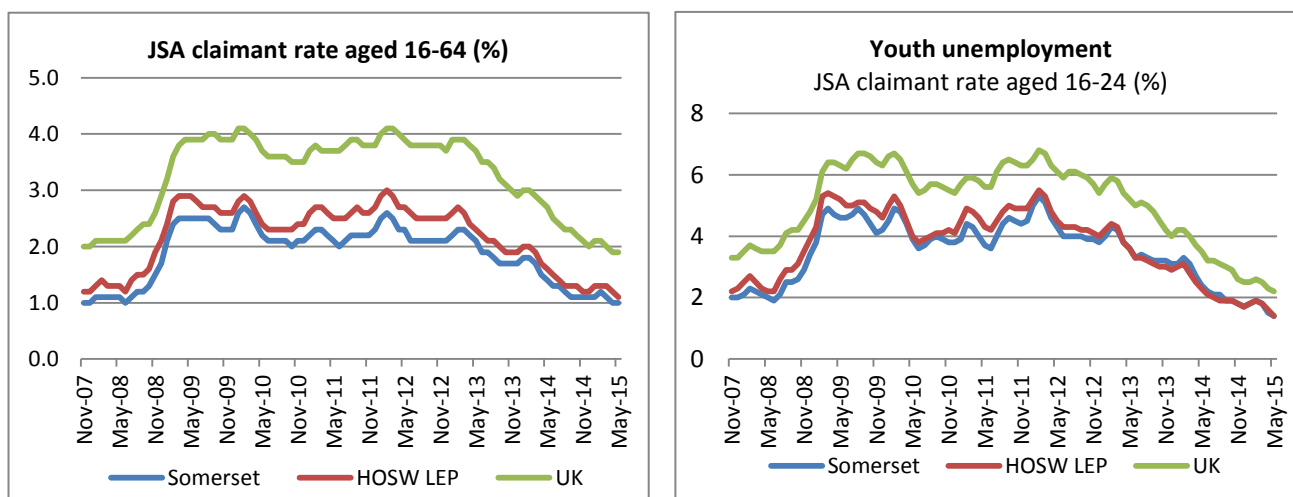 JSA claimant rate aged 16-64 (%)
5.0
4.0
3.0
2.0
1.0
0.0
Nov-07
May-08
Nov-08
May-09
Nov-09
May-10
Nov-10
May-11
Nov-11
May-12
Nov-12
May-13
Nov-13
May-14
Nov-14
May-15
Somerset HOSW LEP UK
Youth unemployment
JSA claimant rate aged 16-24 (%)
8
6
4
2
0
Nov-07
May-08
Nov-08
May-09
Nov-09
May-10
Nov-10
May-11
Nov-11
May-12
Nov-12
May-13
Nov-13
May-14
Nov-14
May-15
Somerset HOSW LEP UK